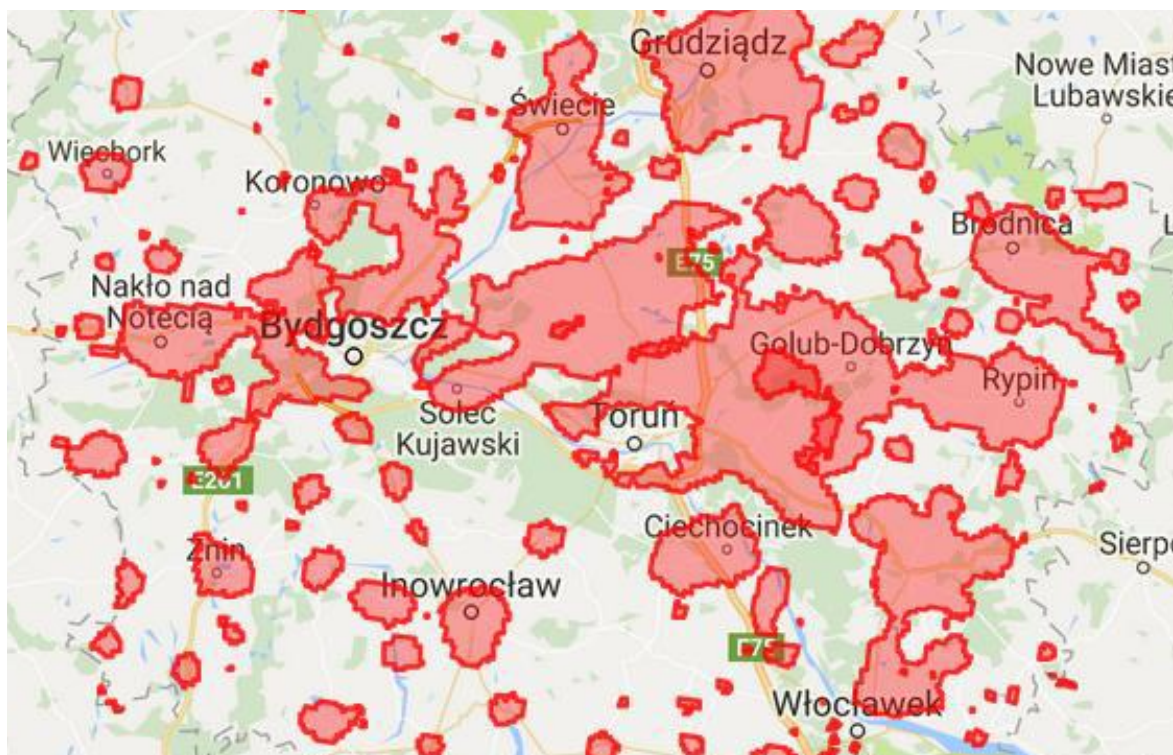 Grudziądz
Nowe Miast
Lubawskie
Świecie
Więcbork
Koronowo
Brodnica
L
E75
Nakło nad
Notecią
Bydgoszcz
Golub-Dobrzyń
Rypin
Solec
Kujawski
Toruń
E261
Ciechocinek
Sierpc
Żnin
Inowrocław
E75
Włocławek